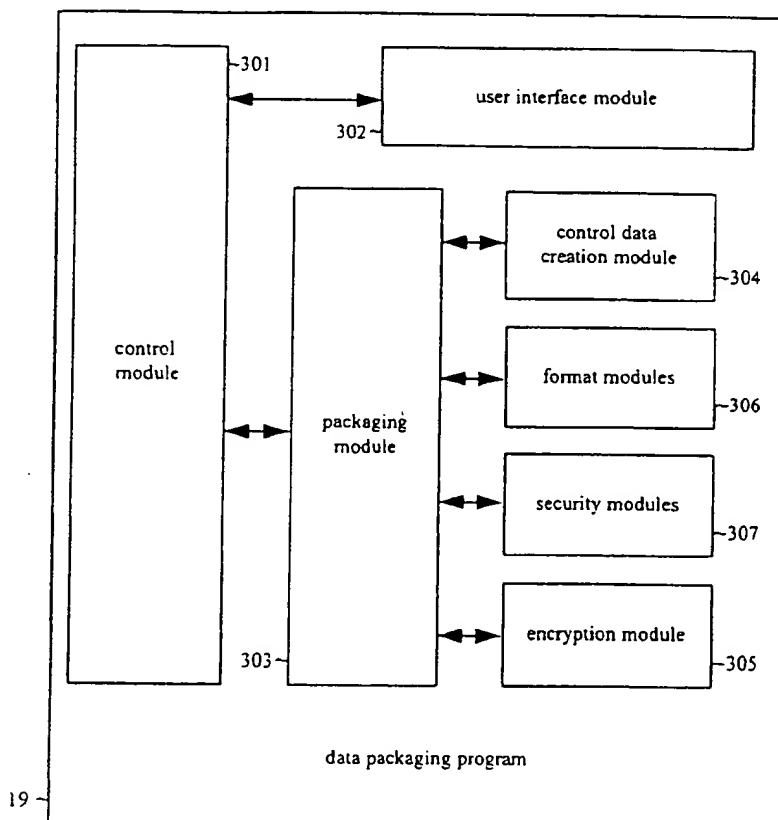 301
user interface module
302
control data
creation module
304
control
module
format modules
306
packaging
module
security modules
307
encryption module
303
305
data packaging program
19